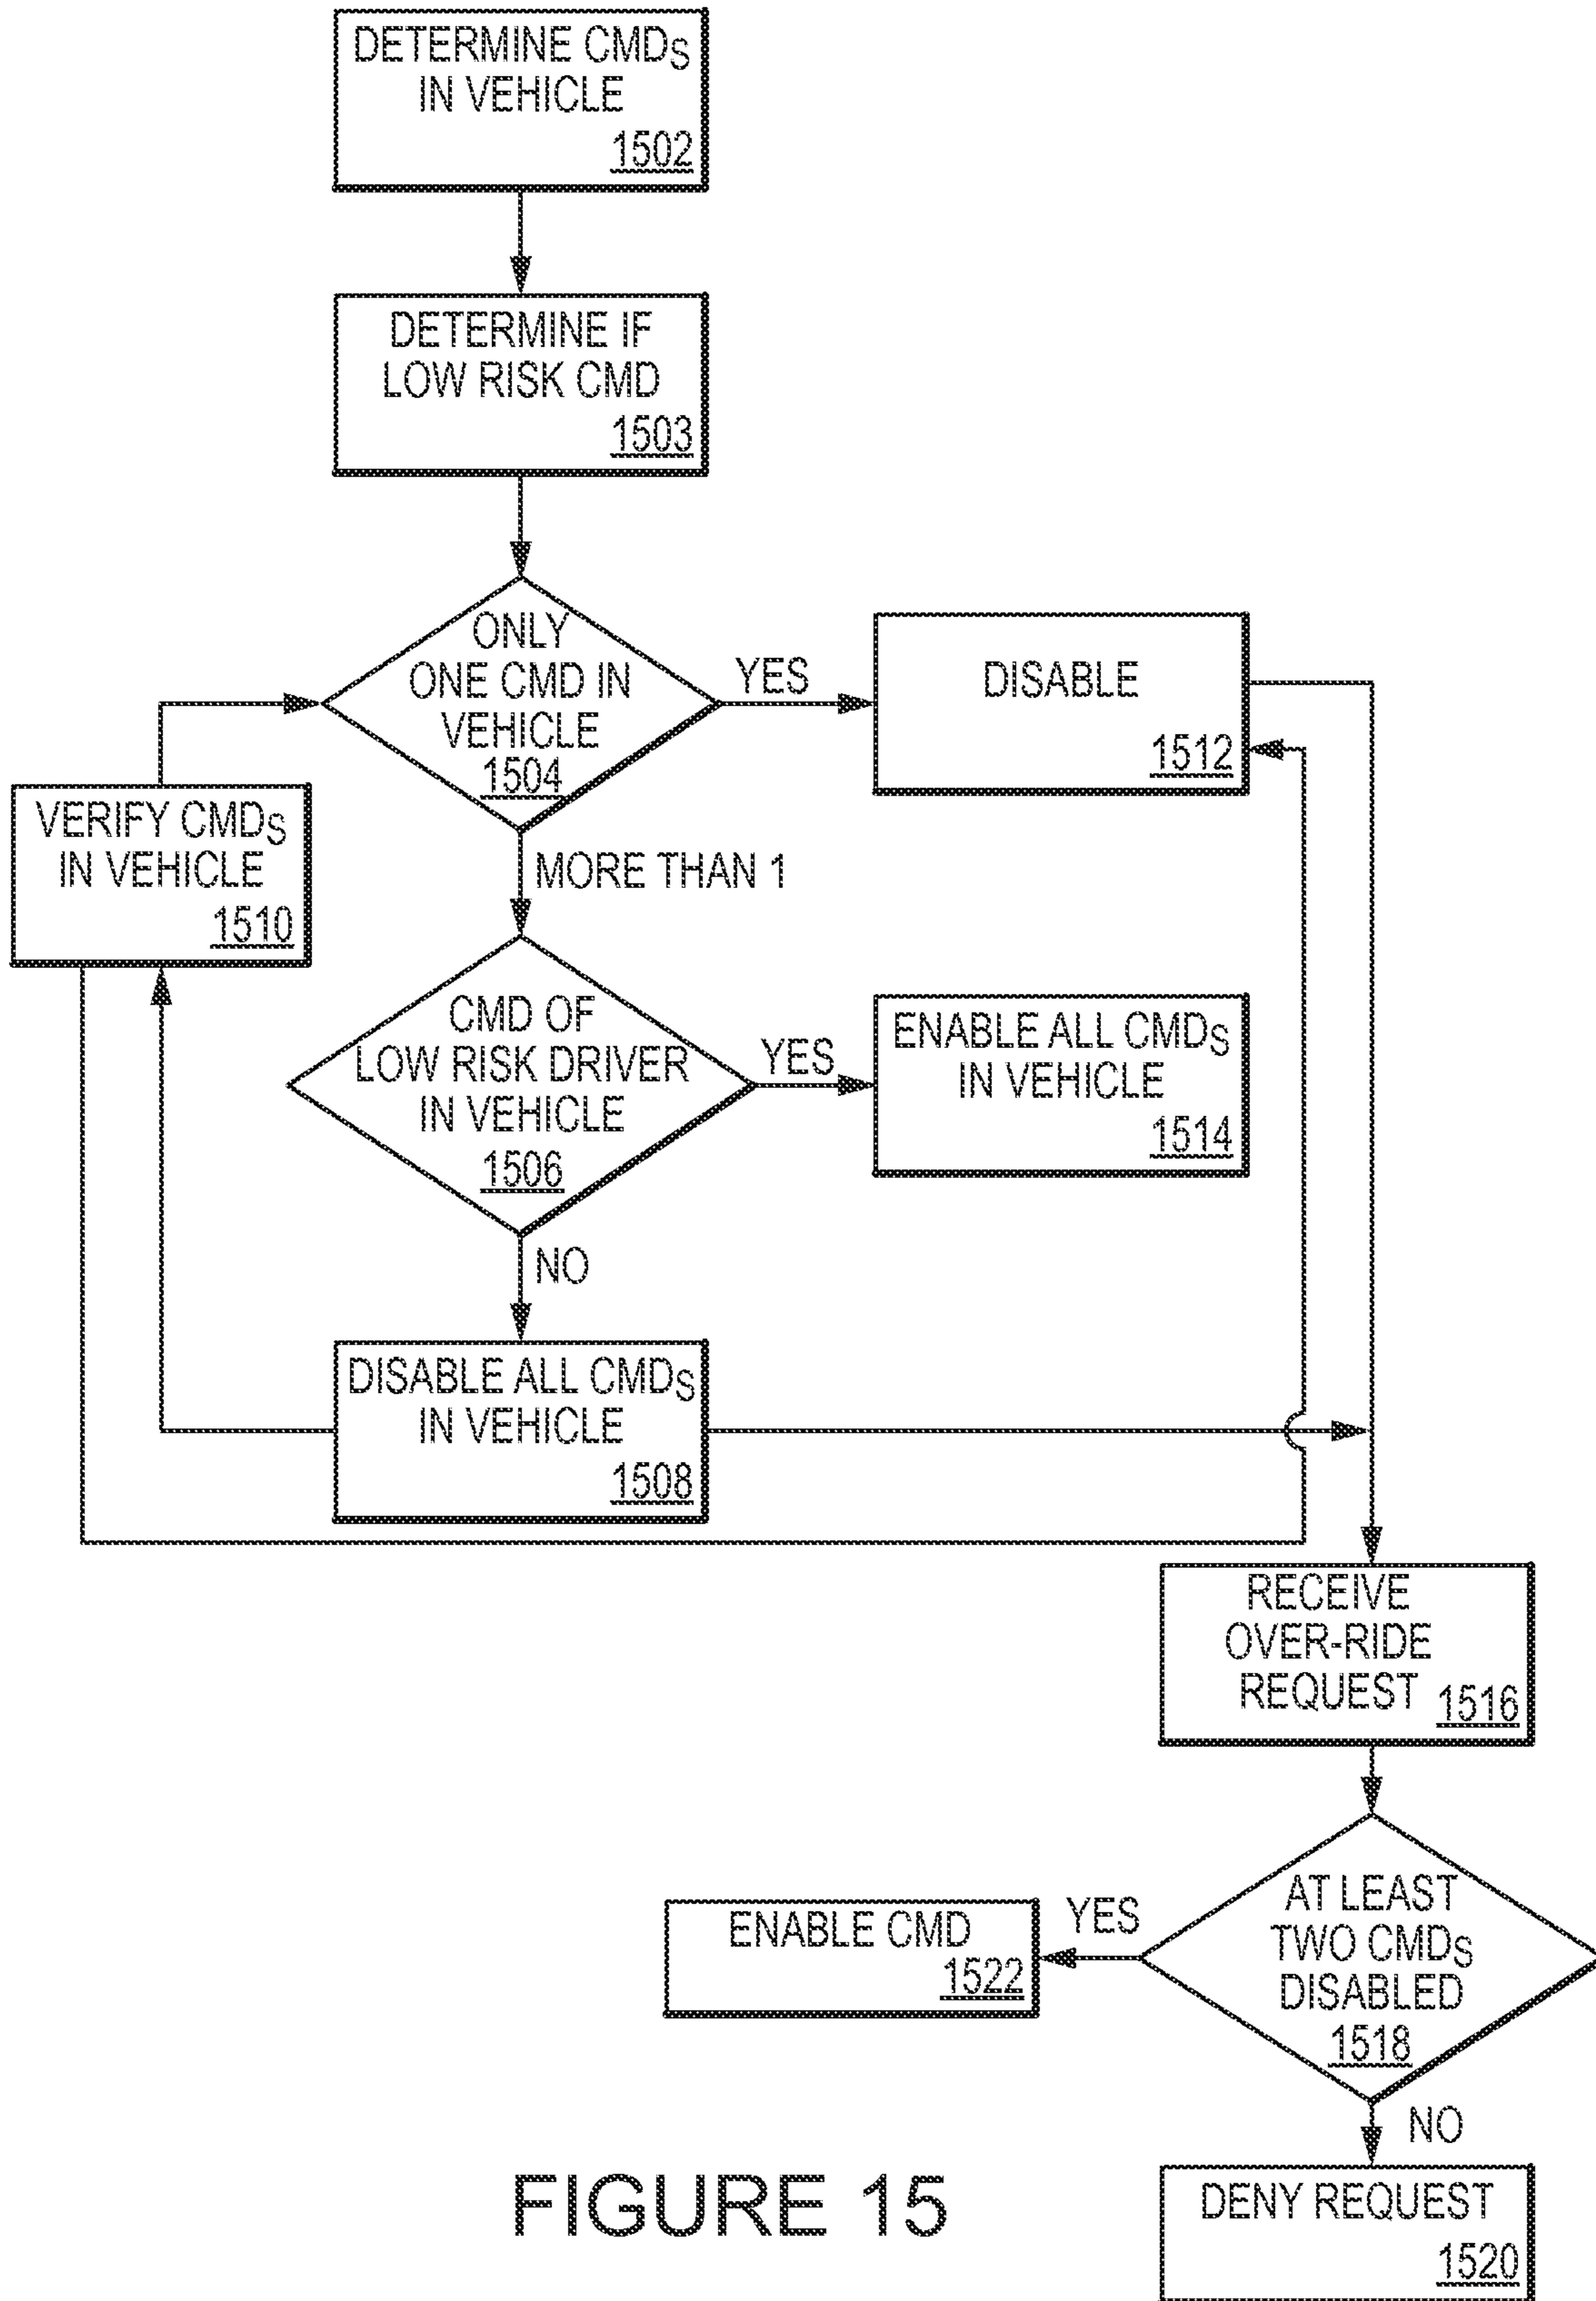 DETERMINE CMDS
IN VEHICLE
1502
DETERMINE IF
LOW RISK CMD
1503
ONLY
ONE CMD IN
VEHICLE
1504
YES
DISABLE
1512
VERIFY CMDS
IN VEHICLE
1510
MORE THAN 1
CMD OF
LOW RISK DRIVER
IN VEHICLE
1506
YES
ENABLE ALL CMDS
IN VEHICLE
1514
NO
DISABLE ALL CMDS
IN VEHICLE
1508
RECEIVE
OVER-RIDE
REQUEST 1516
AT LEAST
TWO CMDS
DISABLED
1518
YES
ENABLE CMD
1522
NO
DENY REQUEST
1520
FIGURE 15